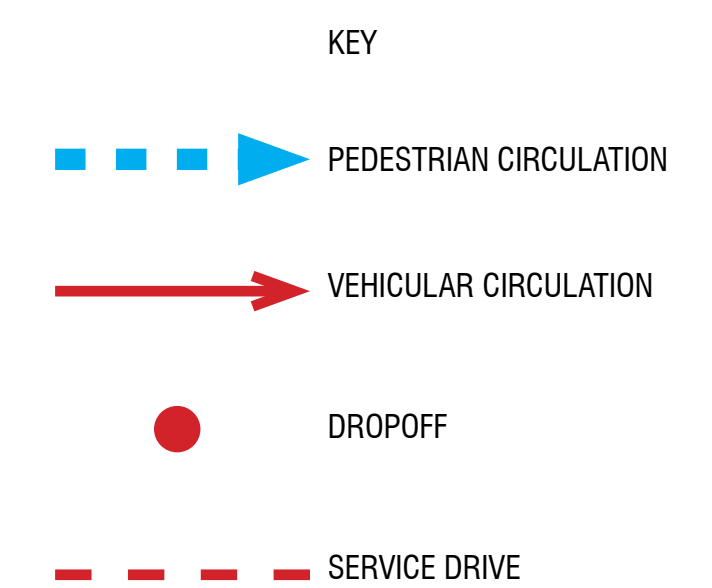 KEY
PEDESTRIAN CIRCULATION
VEHICULAR CIRCULATION
DROPOFF
SERVICE DRIVE